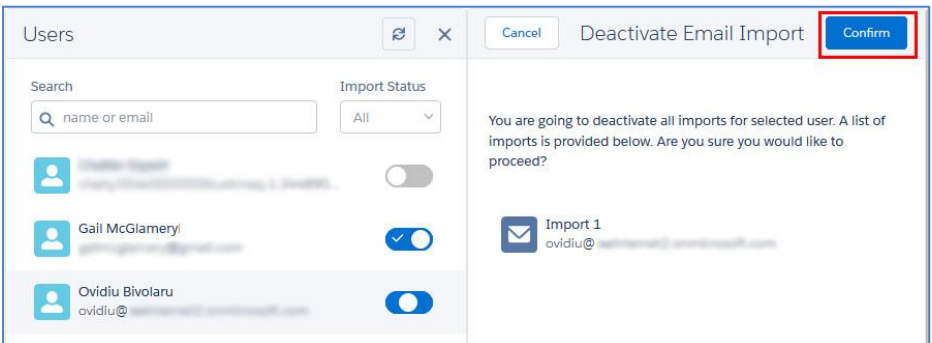 Users
Search
name or email
Import Status
All
Gail McGlameryl
Ovidiu Bivolaru
ovidiu@
Cancel
Deactivate Email Import
Confirm
You are going to deactivate all imports for selected user. A list of
imports is provided below. Are you sure you would like to
proceed?
Import 1
ovidiu@